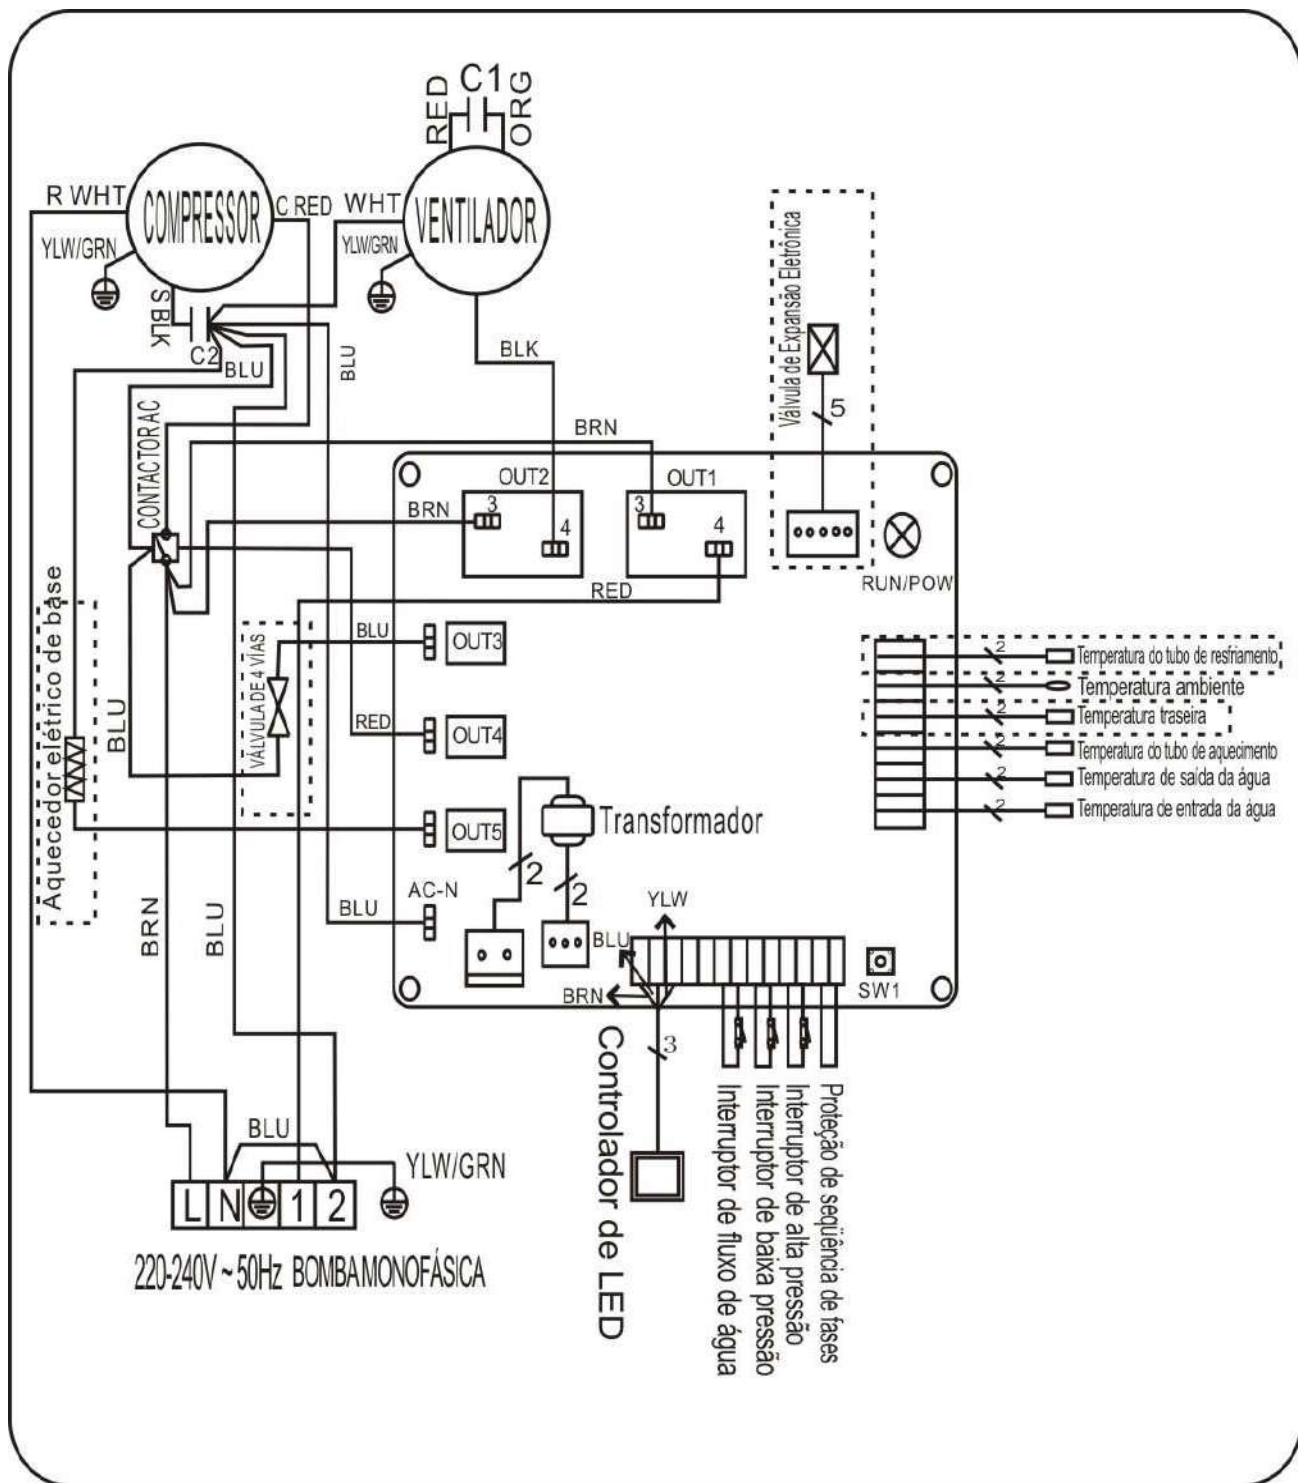 RED
C1
ORG
R WHT
COMPRESSOR
C RED
WHT
VENTILADOR
YLW/GRN
YLW/GRN
S BLK
C2
BLU
BLU
BLK
Válvula de Expansão Eletrônica
5
CONTACTOR AC
BRN
BRN
OUT2
3
4
OUT1
3
4
RED
RUN/POW
Aquecedor elétrico de base
BLU
VÁLVULA DE 4 VÍAS
BLU
OUT3
RED
OUT4
OUT5
AC-N
BLU
Transformador
2
2
2
Temperatura do tubo de resfriamento
2
Temperatura ambiente
2
Temperatura traseira
2
Temperatura do tubo de aquecimento
2
Temperatura de saída da água
2
Temperatura de entrada da água
YLW
BLU
BRN
SW1
BRN
BLU
3
Controlador de LED
Interruptor de fluxo de água
Interruptor de baixa pressão
Interruptor de alta pressão
Proteção de seqüência de fases
BLU
YLW/GRN
L N 1 2
220-240V ~ 50Hz BOMBA MONOFÁSICA